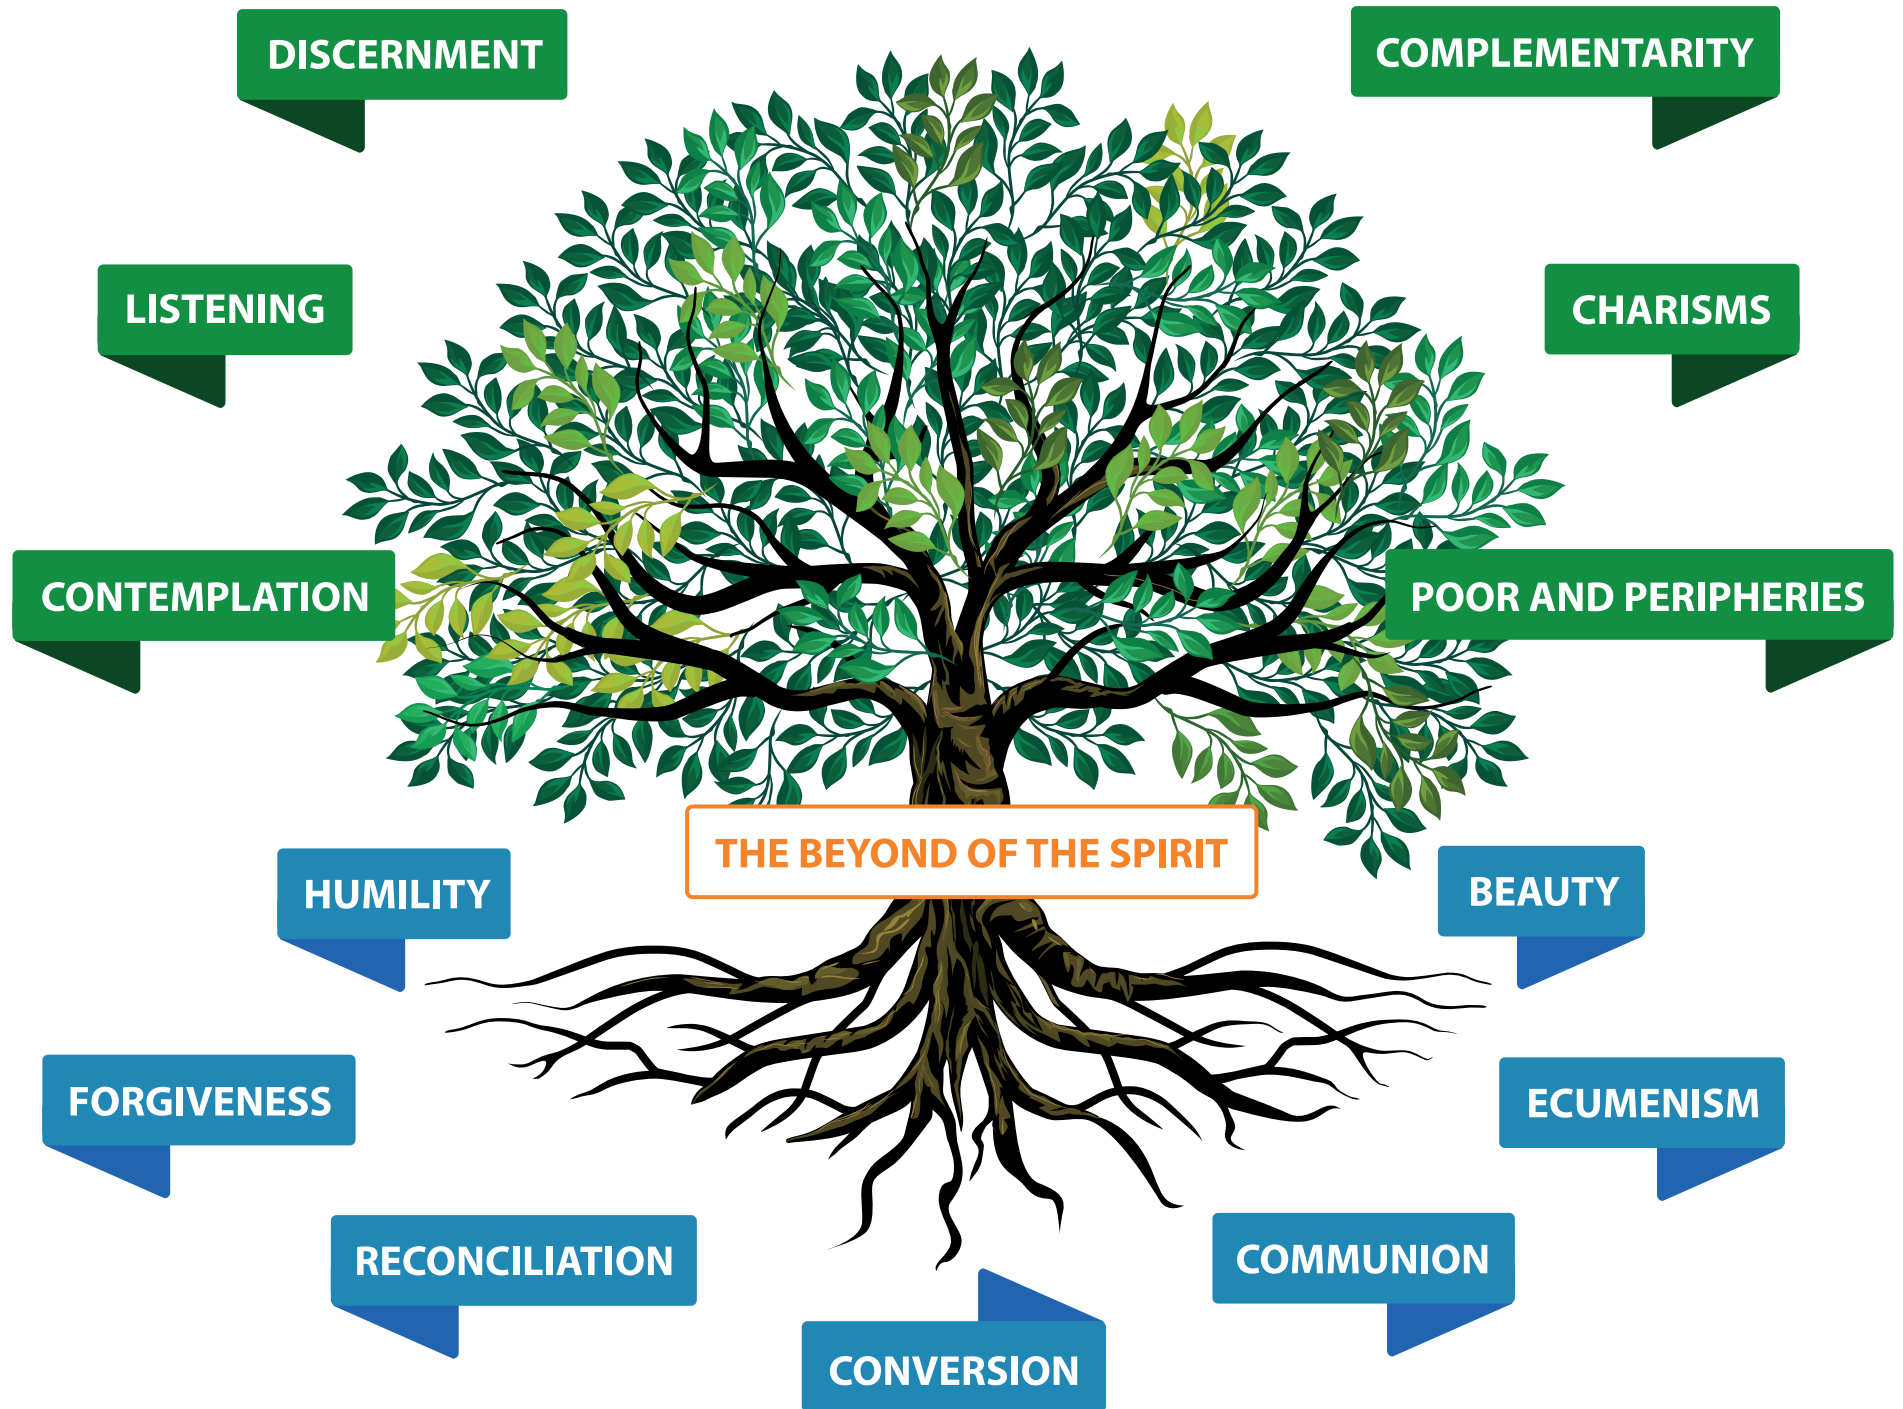 DISCERNMENT
COMPLEMENTARITY
LISTENING
CHARISMS
CONTEMPLATION
POOR AND PERIPHERIES
THE BEYOND OF THE SPIRIT
HUMILITY
BEAUTY
FORGIVENESS
ECUMENISM
RECONCILIATION
COMMUNION
CONVERSION